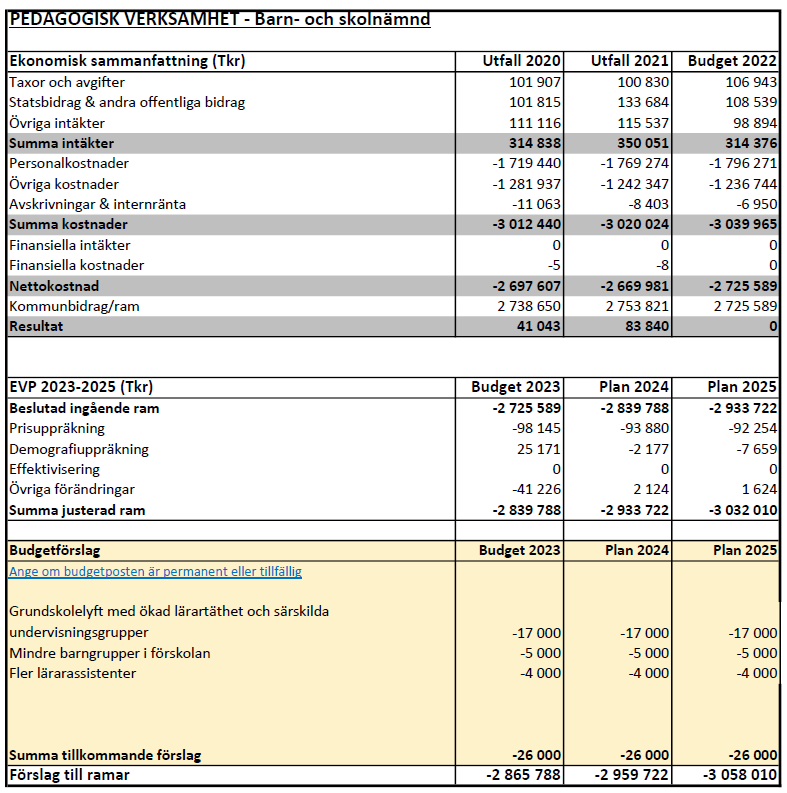 PEDAGOGISK VERKSAMHET - Barn- och skolnämnd
Ekonomisk sammanfattning (Tkr) Utfall 2020 Utfall 2021 Budget 2022
Taxor och avgifter 101 907 100 830 106 943
Statsbidrag & andra offentliga bidrag 101 815 133 684 108 539
Övriga intäkter 111 116 115 537 98 894
Summa intäkter 314 838 350 051 314 376
Personalkostnader -1 719 440 -1 769 274 -1 796 271
Övriga kostnader -1 281 937 -1 242 347 -1 236 744
Avskrivningar & internränta -11 063 -8 403 -6 950
Summa kostnader -3 012 440 -3 020 024 -3 039 965
Finansiella intäkter 0 0 0
Finansiella kostnader -5 -8 0
Nettokostnad -2 697 607 -2 669 981 -2 725 589
Kommunbidrag/ram 2 738 650 2 753 821 2 725 589
Resultat 41 043 83 840 0
EVP 2023-2025 (Tkr) Budget 2023 Plan 2024 Plan 2025
Beslutad ingående ram -2 725 589 -2 839 788 -2 933 722
Prisuppräkning -98 145 -93 880 -92 254
Demografiuppräkning 25 171 -2 177 -7 659
Effektivisering 0 0 0
Övriga förändringar -41 226 2 124 1 624
Summa justerad ram -2 839 788 -2 933 722 -3 032 010
Budgetförslag Budget 2023 Plan 2024 Plan 2025
Ange om budgetposten är permanent eller tillfällig
Grundskolelyft med ökad lärartäthet och särskilda
undervisningsgrupper -17 000 -17 000 -17 000
Mindre barngrupper i förskolan -5 000 -5 000 -5 000
Fler lärarassistenter -4 000 -4 000 -4 000
Summa tillkommande förslag -26 000 -26 000 -26 000
Förslag till ramar -2 865 788 -2 959 722 -3 058 010